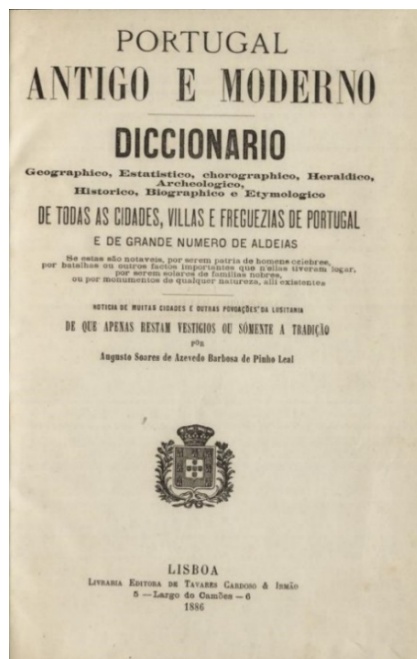 PORTUGAL
ANTIGO E MODERNO
DICCIONARIO
Geographico, Estatistico, chorographico, Heraldico,
Archeologico,
Historico, Biographico e Etymologico
DE TODAS AS CIDADES, VILLAS E FREGUEZIAS DE PORTUGAL
E DE GRANDE NUMERO DE ALDEIAS
Se estas são notaveis, por serem patria de homens celebres,
por batalhas ou outros factos importantes que n'ellas tiveram logar,
por serem solares de familias nobres,
ou por monumentos de qualquer natureza, alli existentes
NOTICIA DE MUITAS CIDADES E OUTRAS POVOAÇÕES DA LUSITANIA
DE QUE APENAS RESTAM VESTIGIOS OU SÓMENTE A TRADIÇÃO
POR
Augusto Soares de Azevedo Barbosa de Pinho Leal
LISBOA
LIVRARIA EDITORA DE TAVARES CARDOSO & IRMÃO
5 — Largo do Camões — 6
1886